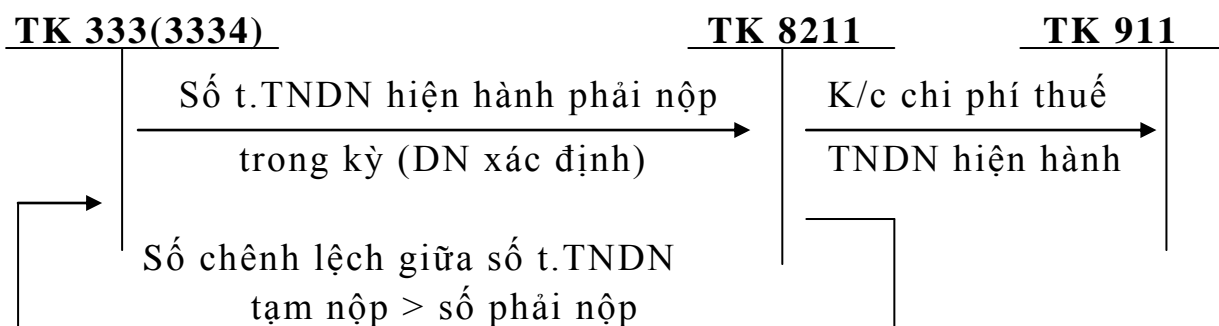 TK 333(3334) TK 8211 TK 911
Số t.TNDN hiện hành phải nộp
trong kỳ (DN xác định)
K/c chi phí thuế
TNDN hiện hành
Số chênh lệch giữa số t.TNDN
tạm nộp > số phải nộp